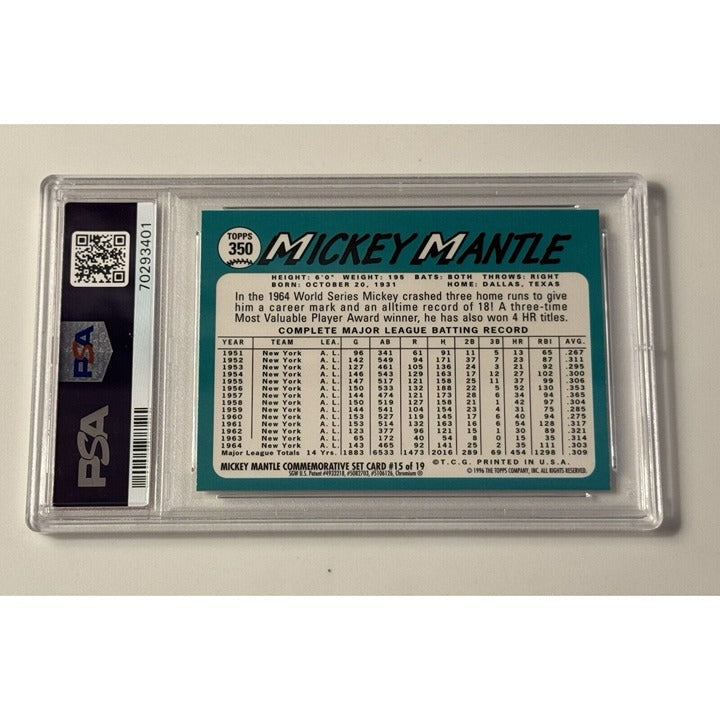 70293401
PSA
PSA
TOPPS
350
MICKEY MANTLE
HEIGHT: 6'0" WEIGHT: 195 BATS: BOTH THROWS: RIGHT
BORN: OCTOBER 20, 1931 HOME: DALLAS, TEXAS
In the 1964 World Series Mickey crashed three home runs to give
him a career mark and an alltime record of 18! A three-time
Most Valuable Player Award winner, he has also won 4 HR titles.
COMPLETE MAJOR LEAGUE BATTING RECORD
YEAR TEAM LEA. G AB R H 2B 3B HR RBI AVG.
1951 New York A. L. 96 341 61 91 11 5 13 65 .267
1952 New York A. L. 142 549 94 171 37 7 23 87 .311
1953 New York A. L. 127 461 105 136 24 3 21 92 .295
1954 New York A. L. 146 543 129 163 17 12 27 102 .300
1955 New York A. L. 147 517 121 158 25 11 37 99 .306
1956 New York A. L. 150 533 132 188 22 5 52 130 .353
1957 New York A. L. 144 474 121 173 28 6 34 94 .365
1958 New York A. L. 150 519 127 158 21 1 42 97 .304
1959 New York A. L. 144 541 104 154 23 4 31 75 .285
1960 New York A. L. 153 527 119 145 17 6 40 94 .275
1961 New York A. L. 153 514 132 163 16 6 54 128 .317
1962 New York A. L. 123 377 96 121 15 1 30 89 .321
1963 New York A. L. 65 172 40 54 8 0 15 35 .314
1964 New York A. L. 143 465 92 141 25 2 35 111 .303
Major League Totals 14 Yrs. 1883 6533 1473 2016 289 69 454 1298 .309
©T.C.G. PRINTED IN U.S.A.
MICKEY MANTLE COMMEMORATIVE SET CARD #15 of 19
SGW U.S. Patent #4933218, #5082703, #5106126, Chromium ®
© 1996 THE TOPPS COMPANY, INC. ALL RIGHTS RESERVED.